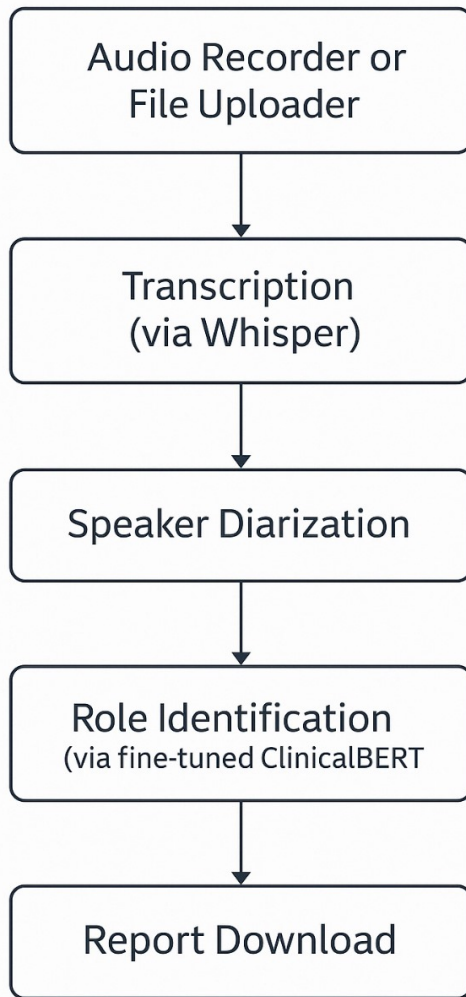 Audio Recorder or
File Uploader
Transcription
(via Whisper)
Speaker Diarization
Role Identification
(via fine-tuned ClinicalBERT
Report Download